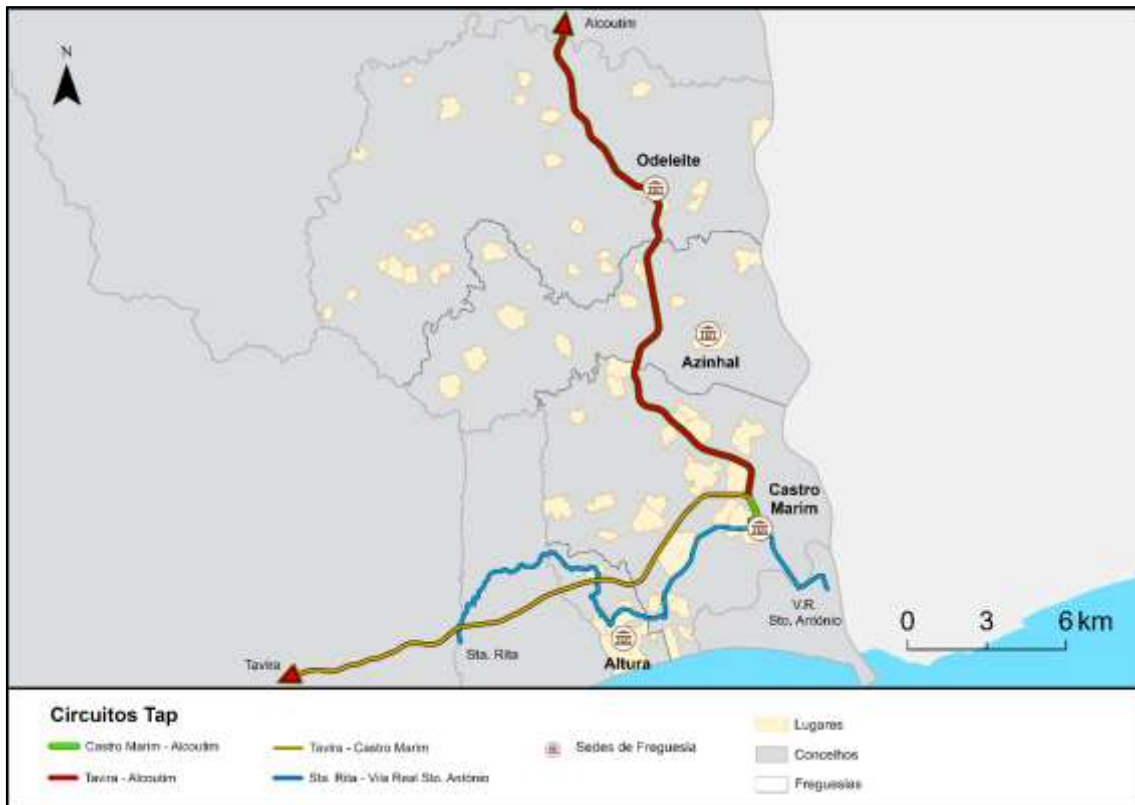 Alcoutim
N
Odeleite
Azinhal
Castro
Marim
V.R.
Sto. António
0 3 6 km
Sta. Rita
Tavira
Altura
Circuitos Tap
Castro Marim - Alcoutim
Tavira - Castro Marim
Sedes de Freguesia
Lugares
Tavira - Alcoutim
Sta. Rita - Vila Real Sto. António
Concelhos
Freguesias